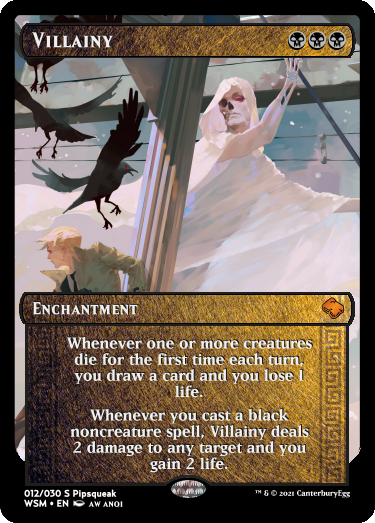 VILLAINY
ENCHANTMENT
Whenever one or more creatures
die for the first time each turn,
you draw a card and you lose 1
life.
Whenever you cast a black
noncreature spell, Villainy deals
2 damage to any target and you
gain 2 life.
012/030 S Pipsqueak
WSM • EN AW ANOI
™ & © 2021 CanterburyEgg